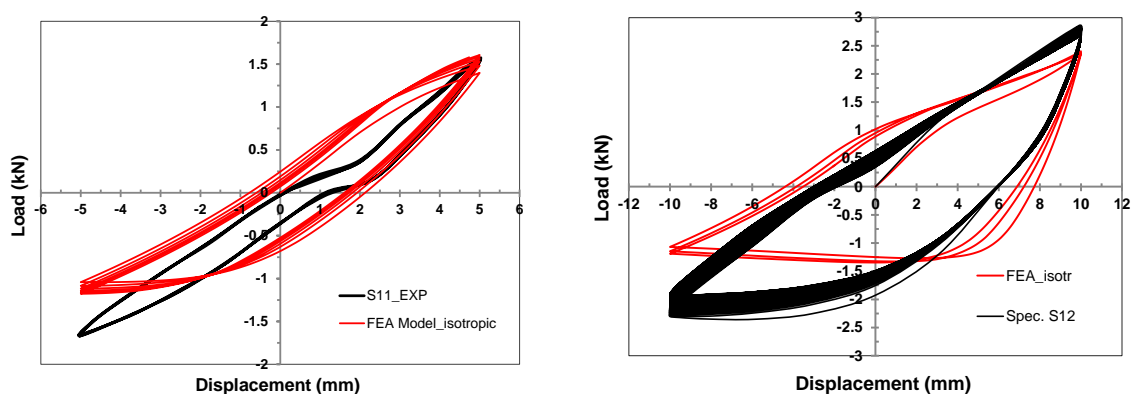 2
1.5
1
0.5
0
-0.5
-1
-1.5
-2
-6 -5 -4 -3 -2 -1 0 1 2 3 4 5 6
Load (kN)
Displacement (mm)
S11_EXP
FEA Model_isotropic
3
2.5
2
1.5
1
0.5
0
-0.5
-1
-1.5
-2
-2.5
-3
-12 -10 -8 -6 -4 -2 0 2 4 6 8 10 12
Load (kN)
Displacement (mm)
FEA_isotr
Spec. S12